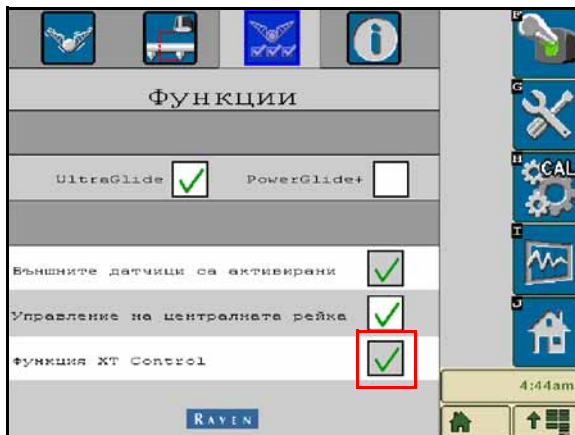 F
Функции
G
UltraGlide PowerGlide+
H
CAL
I
Външните датчици са активирани
Управление на централната рейка
J
Функция XT Control
4:44am
RAVEN